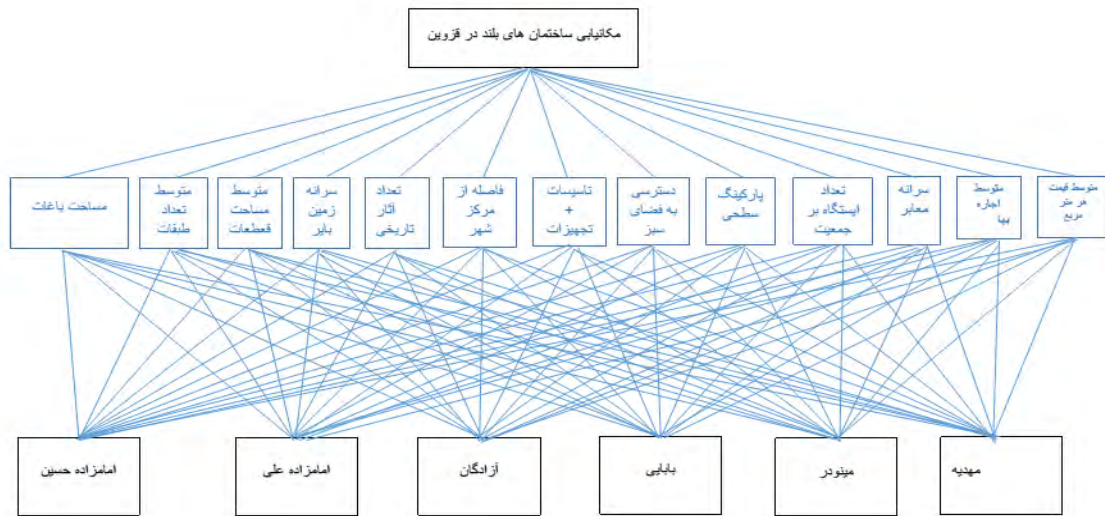 مکانیابی ساختمان های بلند در قزوین
متوسط قیمت
هر متر
مربع
متوسط
اجاره
بها
سرانه
معابر
تعداد
ایستگاه بر
جمعیت
پارکینگ
سطحی
دسترسی
به فضای
سبز
تاسیسات
+
تجهیزات
فاصله از
مرکز
شهر
تعداد
آثار
تاریخی
سرانه
زمین
بایر
متوسط
مساحت
قعطعات
متوسط
تعداد
طبقات
مساخت باغات
مهدیه
مینودر
بابایی
آزادگان
امامزاده علی
امامزاده حسین